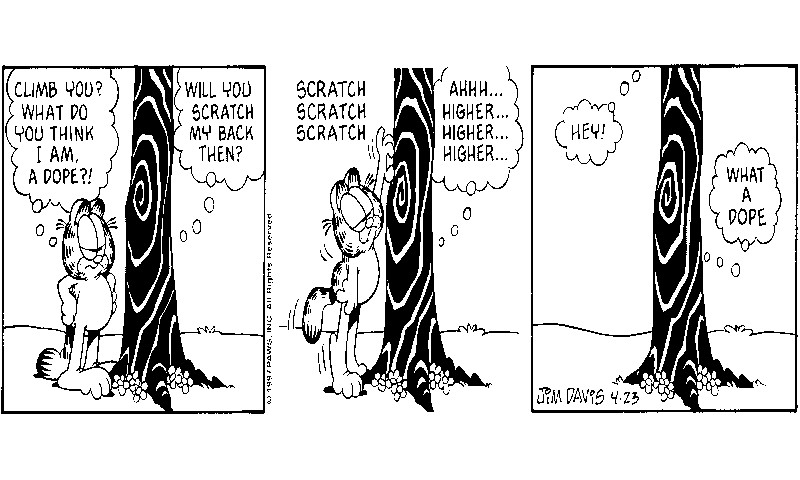 CLIMB YOU?
WHAT DO
YOU THINK
I AM,
A DOPE?!
WILL YOU
SCRATCH
MY BACK
THEN?
© 1997 PAWS, INC. All Rights Reserved
SCRATCH
SCRATCH
SCRATCH
AHHH...
HIGHER...
HIGHER...
HIGHER...
HEY!
WHAT
A
DOPE
JIM DAVIS 4.23